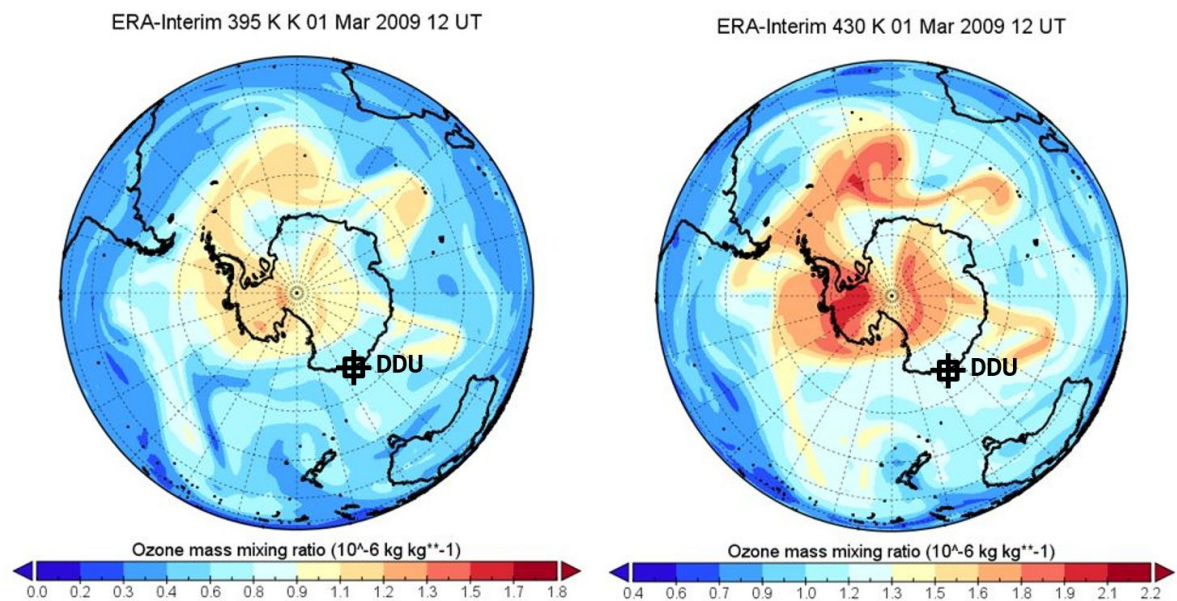 ERA-Interim 395 K K 01 Mar 2009 12 UT
ERA-Interim 430 K 01 Mar 2009 12 UT
DDU
DDU
Ozone mass mixing ratio (10^-6 kg kg**-1)
0.0 0.2 0.3 0.5 0.6 0.8 0.9 1.1 1.2 1.3 1.5 1.7 1.8
Ozone mass mixing ratio (10^-6 kg kg**-1)
0.4 0.6 0.7 0.9 1.0 1.2 1.3 1.5 1.6 1.8 1.9 2.1 2.2